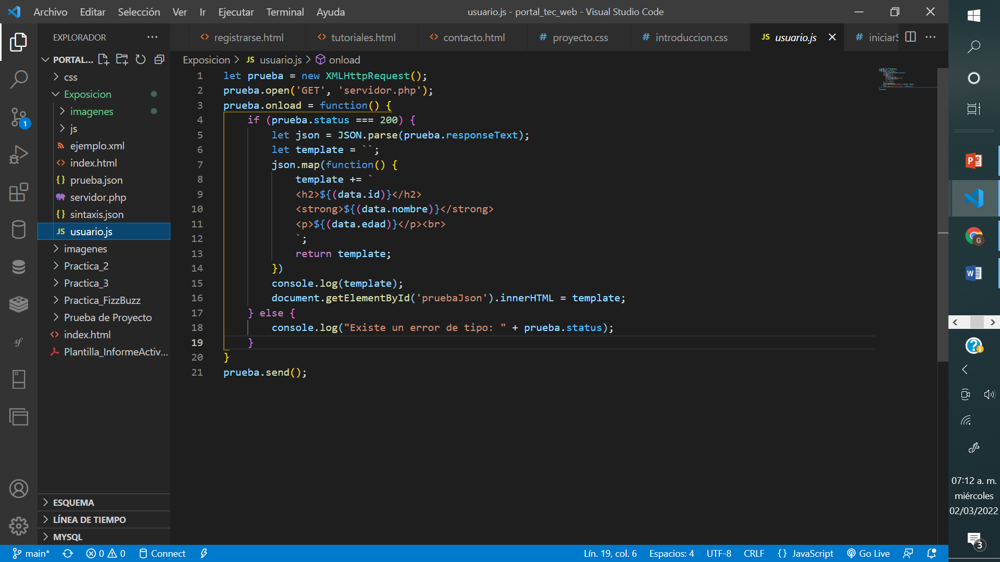 Archivo Editar Selección Ver Ir Ejecutar Terminal Ayuda
usuario.js - portal_tec_web - Visual Studio Code
EXPLORADOR
registrarse.html tutoriales.html contacto.html # proyecto.css # introduccion.css JS usuario.js # iniciarS
PORTAL...
Exposicion > JS usuario.js > onload
css
Exposicion
imagenes
js
ejemplo.xml
index.html
{} prueba.json
servidor.php
{} sintaxis.json
JS usuario.js
imagenes
Practica_2
Practica_3
Practica_FizzBuzz
Prueba de Proyecto
index.html
Plantilla_InformeActiv...
1
ESQUEMA
LÍNEA DE TIEMPO
MYSQL
1 let prueba = new XMLHttpRequest();
2 prueba.open('GET', 'servidor.php');
3 prueba.onload = function() {
4     if (prueba.status === 200) {
5         let json = JSON.parse(prueba.responseText);
6         let template = ``;
7         json.map(function() {
8             template += `
9             <h2>${(data.id)}</h2>
10             <strong>${(data.nombre)}</strong>
11             <p>${(data.edad)}</p><br>
12             `;
13             return template;
14         })
15         console.log(template);
16         document.getElementById('pruebaJson').innerHTML = template;
17     } else {
18         console.log("Existe un error de tipo: " + prueba.status);
19     }
20 }
21 prueba.send();
main* 0 0 Connect
Lín. 19, col. 6 Espacios: 4 UTF-8 CRLF {} JavaScript Go Live
P
G
W
07:12 a. m.
miércoles
02/03/2022
3